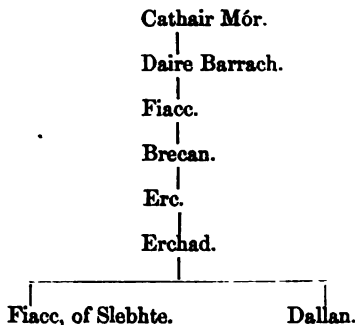 Cathair Mór.
Daire Barrach.
Fiacc.
Brecan.
Erc.
Erchad.
Fiacc, of Slebhte. Dallan.